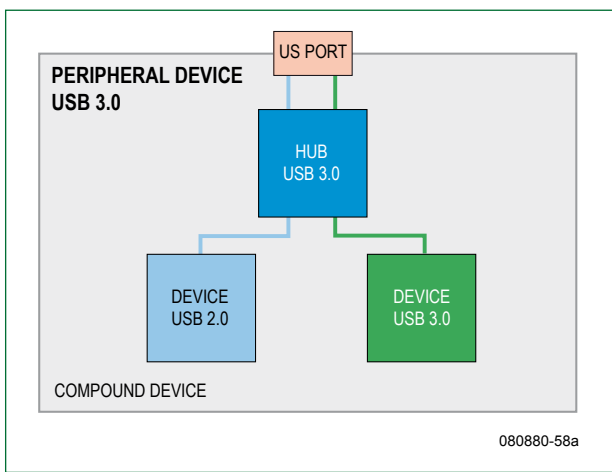 US PORT
PERIPHERAL DEVICE
USB 3.0
HUB
USB 3.0
DEVICE
USB 2.0
DEVICE
USB 3.0
COMPOUND DEVICE
080880-58a